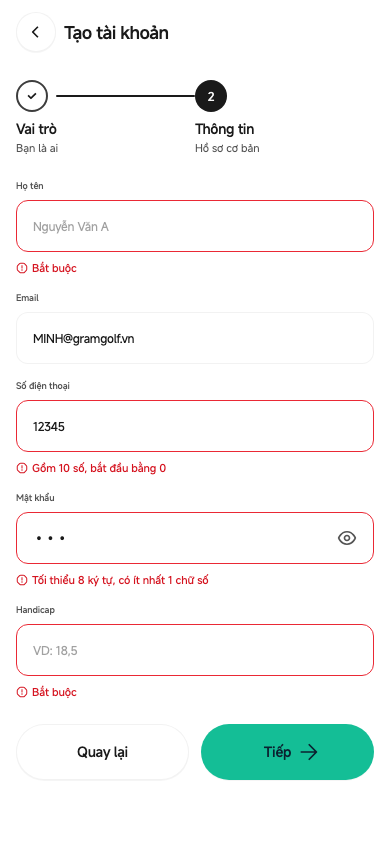 Tạo tài khoản
2
Vai trò
Thông tin
Bạn là ai
Hồ sơ cơ bản
Họ tên
Nguyễn Văn A
Bắt buộc
Email
MINH@gramgolf.vn
Số điện thoại
12345
Gồm 10 số, bắt đầu bằng 0
Mật khẩu
•••
Tối thiểu 8 ký tự, có ít nhất 1 chữ số
Handicap
VD: 18,5
Bắt buộc
Quay lại
Tiếp